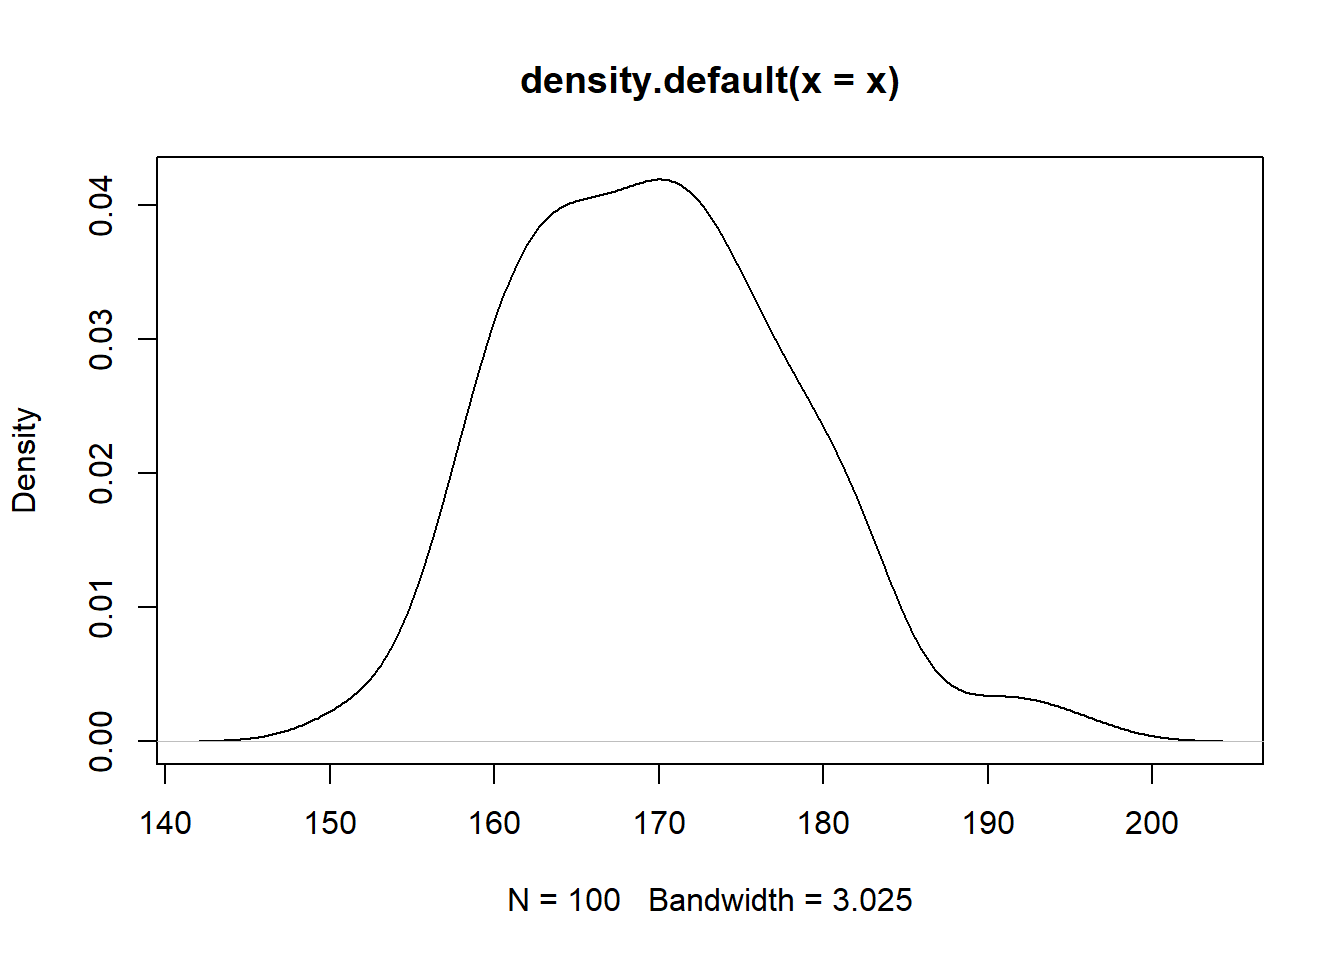 density.default(x = x)
Density
0.04
0.03
0.02
0.01
0.00
140 150 160 170 180 190 200
N = 100   Bandwidth = 3.025